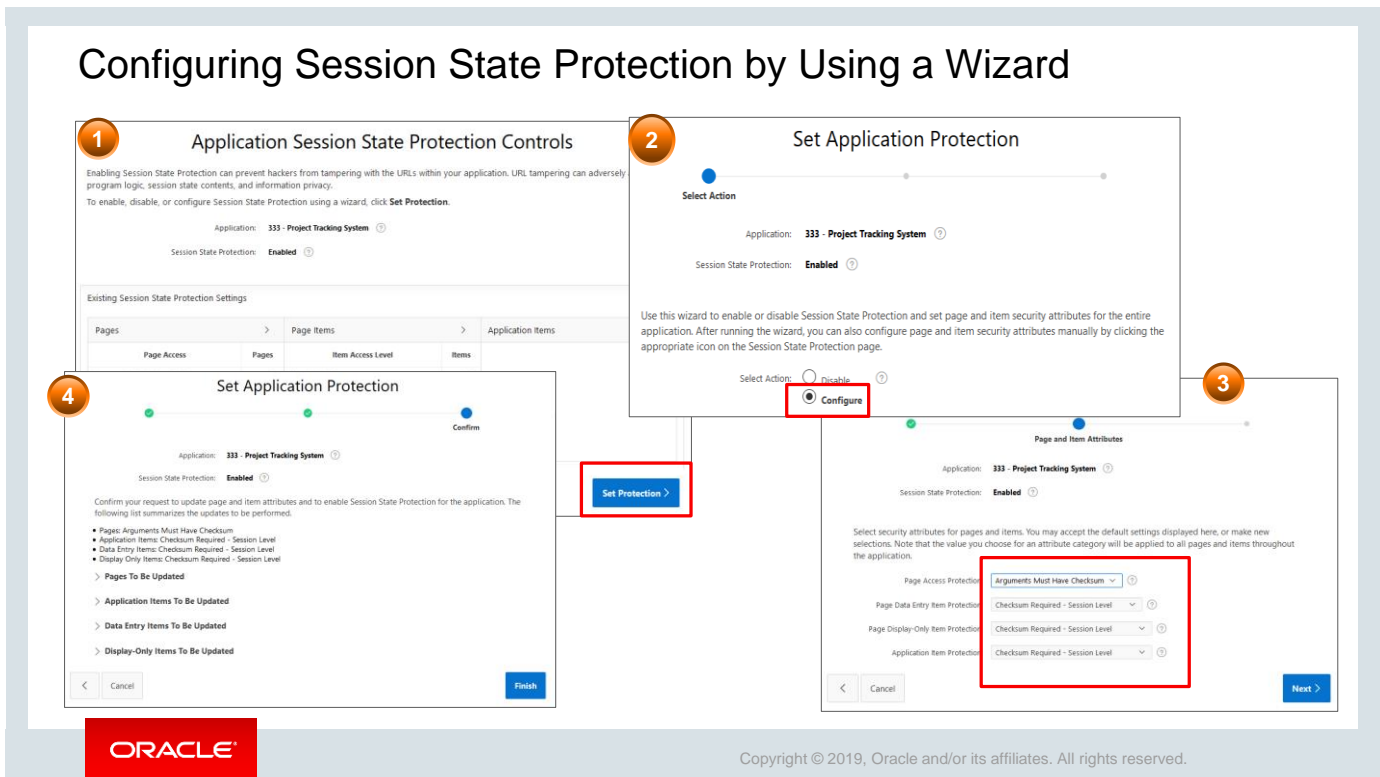 Configuring Session State Protection by Using a Wizard
1
Application Session State Protection Controls
Enabling Session State Protection can prevent hackers from tampering with the URLs within your application. URL tampering can adversely
program logic, session state contents, and information privacy.
To enable, disable, or configure Session State Protection using a wizard, click Set Protection.
Application: 333 - Project Tracking System ?
Session State Protection: Enabled ?
Existing Session State Protection Settings
Pages > Page Items > Application Items
Page Access Pages Item Access Level Items
Set Protection >
2
Set Application Protection
Select Action
Application: 333 - Project Tracking System ?
Session State Protection: Enabled ?
Use this wizard to enable or disable Session State Protection and set page and item security attributes for the entire
application. After running the wizard, you can also configure page and item security attributes manually by clicking the
appropriate icon on the Session State Protection page.
Select Action: Disable ?
Configure
3
Page and Item Attributes
Application: 333 - Project Tracking System ?
Session State Protection: Enabled ?
Select security attributes for pages and items. You may accept the default settings displayed here, or make new
selections. Note that the value you choose for an attribute category will be applied to all pages and items throughout
the application.
Page Access Protection Arguments Must Have Checksum ?
Page Data Entry Item Protection Checksum Required - Session Level ?
Page Display-Only Item Protection Checksum Required - Session Level ?
Application Item Protection Checksum Required - Session Level ?
< Cancel Next >
4
Set Application Protection
Confirm
Application: 333 - Project Tracking System ?
Session State Protection: Enabled ?
Confirm your request to update page and item attributes and to enable Session State Protection for the application. The
following list summarizes the updates to be performed.
• Pages: Arguments Must Have Checksum
• Application Items: Checksum Required - Session Level
• Data Entry Items: Checksum Required - Session Level
• Display Only Items: Checksum Required - Session Level
> Pages To Be Updated
> Application Items To Be Updated
> Data Entry Items To Be Updated
> Display-Only Items To Be Updated
< Cancel Finish
ORACLE®
Copyright © 2019, Oracle and/or its affiliates. All rights reserved.